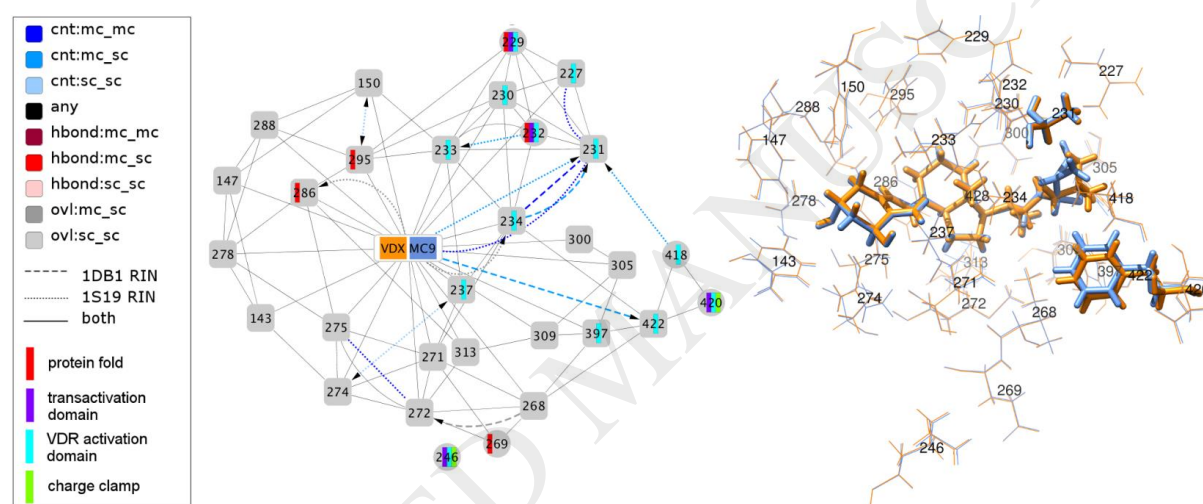 cnt:mc_mc
cnt:mc_sc
cnt:sc_sc
any
hbond:mc_mc
hbond:mc_sc
hbond:sc_sc
ovl:mc_sc
ovl:sc_sc
1DB1 RIN
1S19 RIN
both
protein fold
transactivation
domain
VDR activation
domain
charge clamp
229
227
150
230
288
232
233
231
295
147
286
234
300
VDX MC9
278
305
418
237
420
143
275
309
397
422
271
313
274
272
268
269
246
229
227
232
150
295
288
230
231
300
147
233
305
286
428
234
418
278
237
275
313
143
271
422
274
272
268
269
246
MANUSC